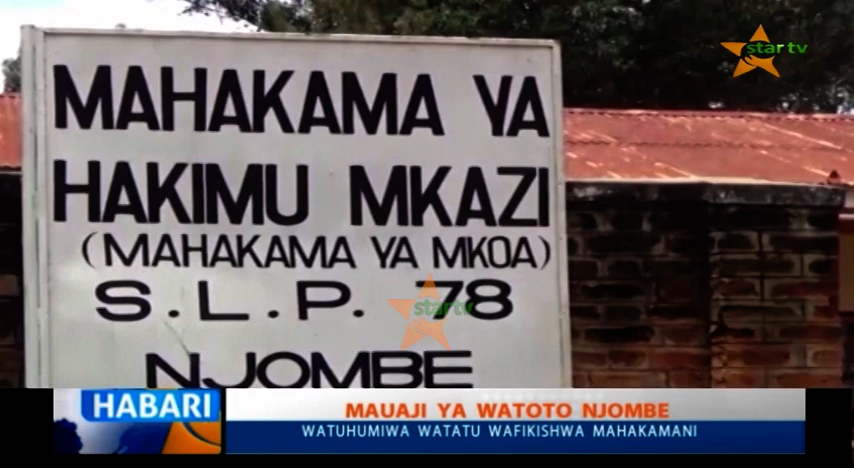 star tv
MAHAKAMA YA
HAKIMU MKAZI
(MAHAKAMA YA MKOA)
S.L.P. 78
star tv
NJOMBE
HABARI
MAUAJI YA WATOTO NJOMBE
WATUHUMIWA WATATU WAFIKISHWA MAHAKAMANI